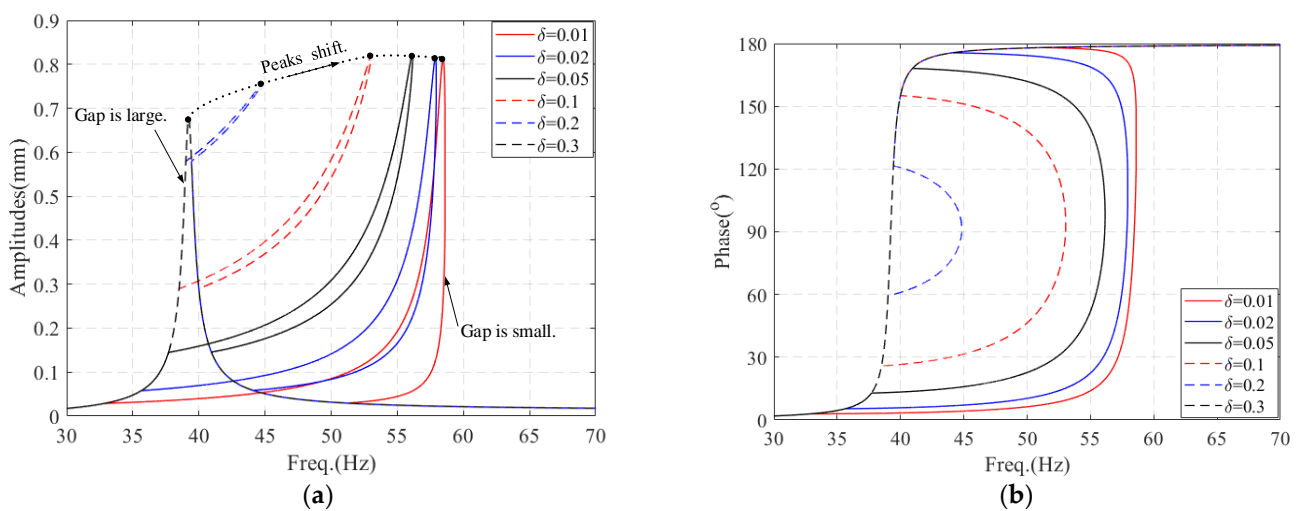 0.9
0.8
0.7
0.6
0.5
0.4
0.3
0.2
0.1
0
Amplitudes(mm)
30 35 40 45 50 55 60 65 70
Freq.(Hz)
Peaks shift.
Gap is large.
Gap is small.
δ=0.01
δ=0.02
δ=0.05
δ=0.1
δ=0.2
δ=0.3
(a)
180
150
120
90
60
30
0
Phase(°)
30 35 40 45 50 55 60 65 70
Freq.(Hz)
δ=0.01
δ=0.02
δ=0.05
δ=0.1
δ=0.2
δ=0.3
(b)